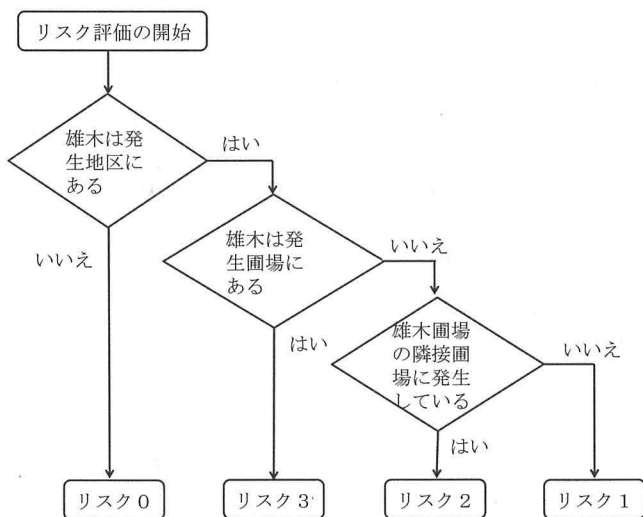 リスク評価の開始
雄木は発
生地区に
ある
はい
いいえ
雄木は発
生圃場に
ある
いいえ
はい
雄木圃場
の隣接圃
場に発生
している
いいえ
はい
リスク0
リスク3
リスク2
リスク1